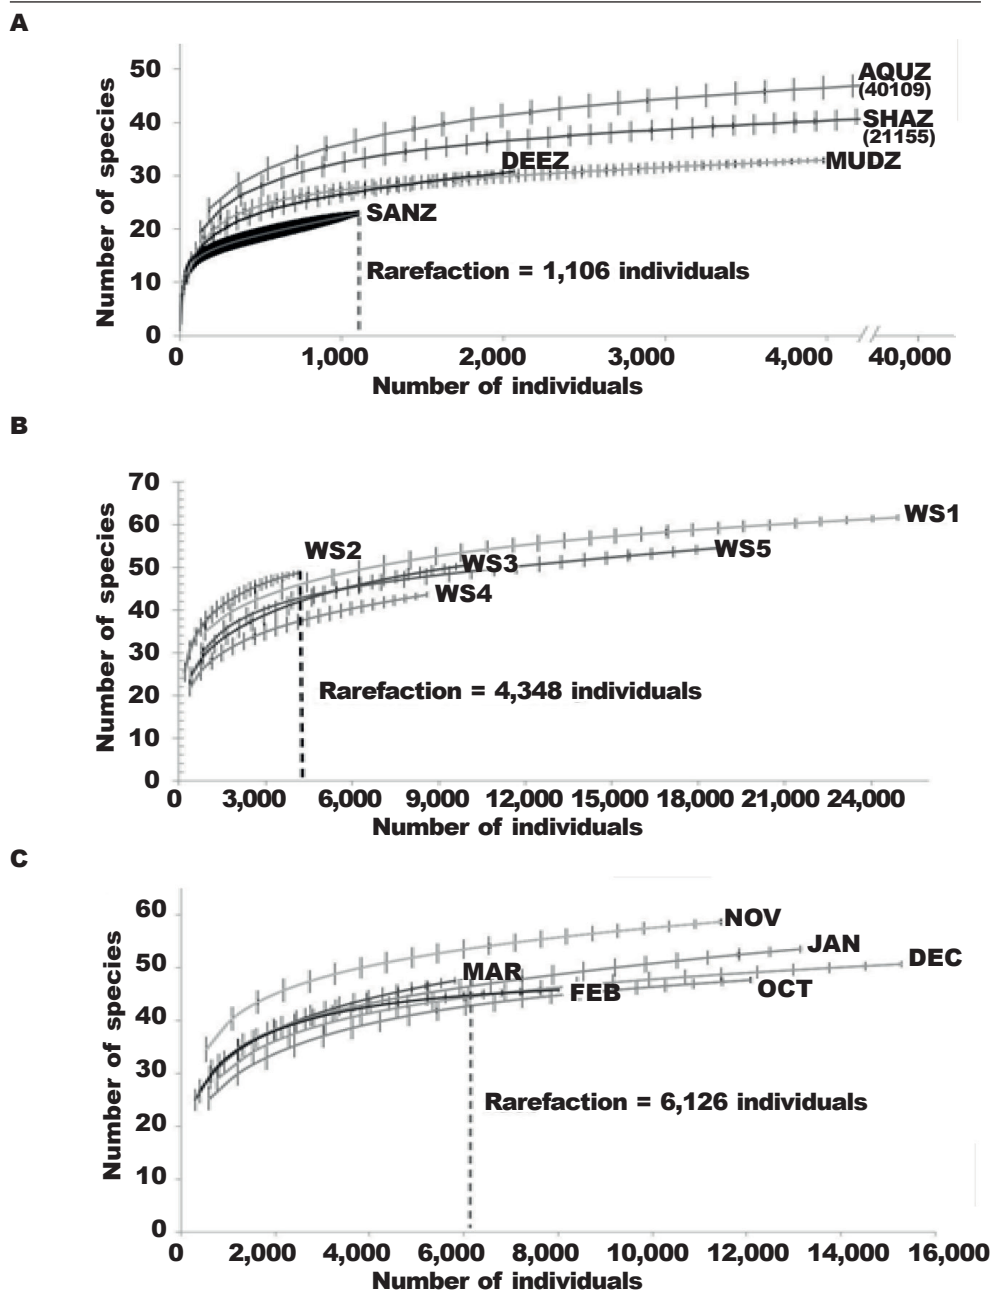 A
Number of species
50
40
30
20
10
0
AQUZ
(40109)
SHAZ
(21155)
DEEZ
MUDZ
SANZ
Rarefaction = 1,106 individuals
0 1,000 2,000 3,000 4,000 40,000
Number of individuals
B
Number of species
70
60
50
40
30
20
10
0
WS1
WS2
WS5
WS3
WS4
Rarefaction = 4,348 individuals
0 3,000 6,000 9,000 12,000 15,000 18,000 21,000 24,000
Number of individuals
C
Number of species
60
50
40
30
20
10
0
NOV
JAN
DEC
MAR
FEB
OCT
Rarefaction = 6,126 individuals
0 2,000 4,000 6,000 8,000 10,000 12,000 14,000 16,000
Number of individuals